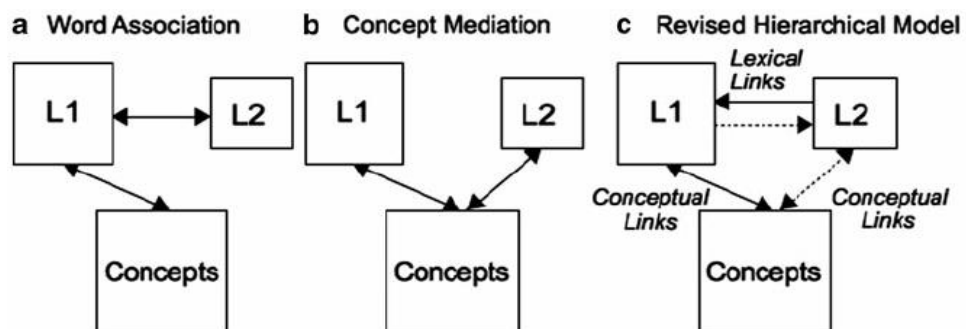 a Word Association
L1
L2
Concepts
b Concept Mediation
L1
L2
Concepts
c Revised Hierarchical Model
Lexical
Links
L1
L2
Conceptual
Links
Conceptual
Links
Concepts